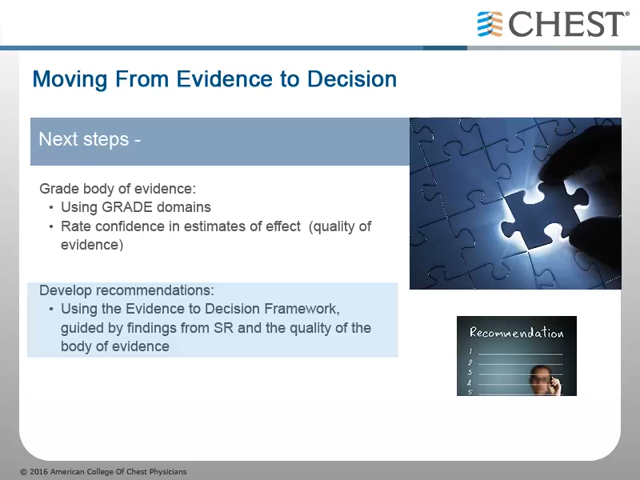 CHEST®
Moving From Evidence to Decision
Next steps -
Grade body of evidence:
• Using GRADE domains
• Rate confidence in estimates of effect (quality of
evidence)
Develop recommendations:
• Using the Evidence to Decision Framework,
guided by findings from SR and the quality of the
body of evidence
Recommendation
1
2
3
4
5
© 2016 American College Of Chest Physicians